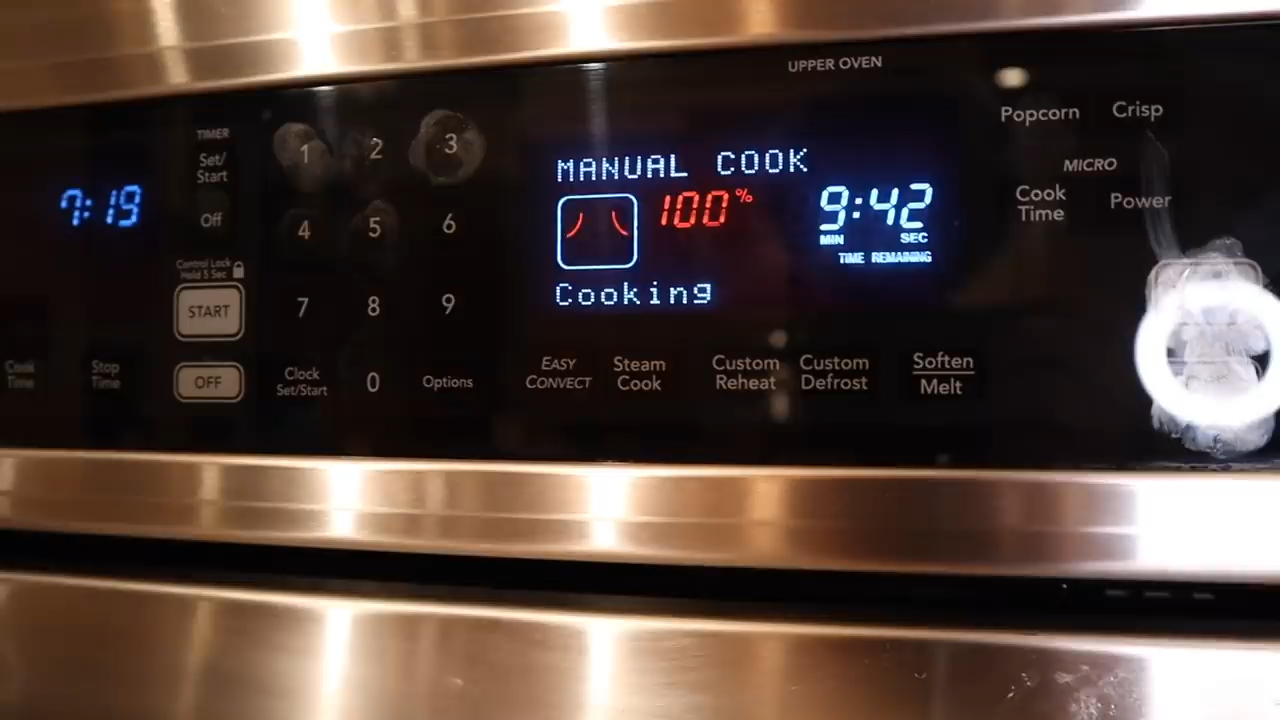 UPPER OVEN
Popcorn
Crisp
TIMER
Set/
Start
1
2
3
MANUAL COOK
MICRO
7:19
Off
4
5
6
100%
9:42
MIN
SEC
TIME REMAINING
Cook
Time
Power
Control Lock
Hold 5 Sec
START
7
8
9
Cooking
Cook
Time
Stop
Time
OFF
Clock
Set/Start
0
Options
EASY
CONVECT
Steam
Cook
Custom
Reheat
Custom
Defrost
Soften
Melt